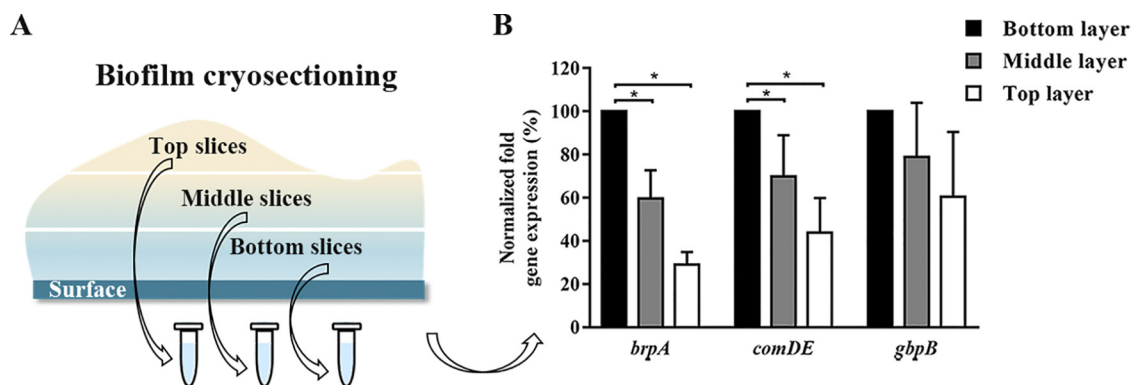 A
Biofilm cryosectioning
Top slices
Middle slices
Bottom slices
Surface
B
Bottom layer
Middle layer
Top layer
Normalized fold
gene expression (%)
120
100
80
60
40
20
0
*
*
*
*
brpA
comDE
gbpB